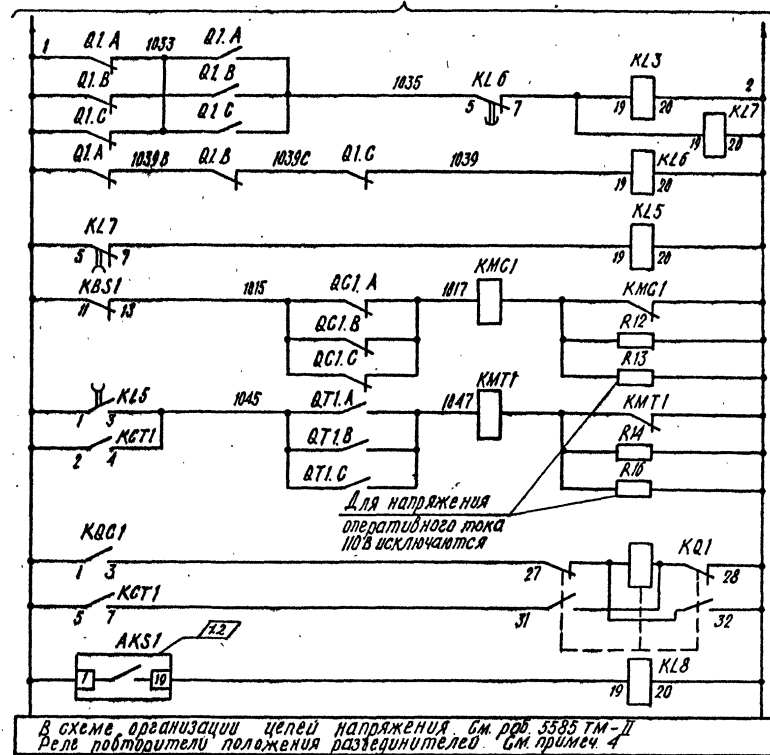 1 Q1.A 1033 Q1.A
Q1.B Q1.B 1035 KL6 KL3 2
5 7 19 20 KL7
Q1.C Q1.C
19 20
Q1.A 1039B Q1.B 1039C Q1.C 1039 KL6
19 20
KL7 KL5
5 7 19 20
KBS1 1815 QC1.A 1817 KMC1 KMC1
11 13
QC1.B R12
QC1.C R13
KL5 1045 QT1.A 1047 KMT1 KMT1
1 3
KCT1
2 4
QT1.B R14
QT1.C R16
Для напряжения
оперативного тока
110В исключаются
KQC1 KQ1
1 3 27 28
KCT1
5 7 31 32
AKS1 1.2
7 10 KL8
19 20
В схеме организации цепей напряжения. См. раб. 5585 тм-II
Реле повторители положения разъединителей. См. примеч. 4